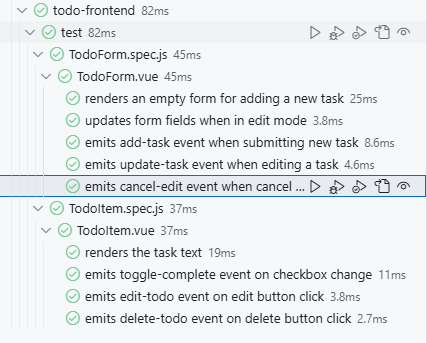 todo-frontend 82ms
test 82ms
TodoForm.spec.js 45ms
TodoForm.vue 45ms
renders an empty form for adding a new task 25ms
updates form fields when in edit mode 3.8ms
emits add-task event when submitting new task 8.6ms
emits update-task event when editing a task 4.6ms
emits cancel-edit event when cancel ...
TodoItem.spec.js 37ms
TodoItem.vue 37ms
renders the task text 19ms
emits toggle-complete event on checkbox change 11ms
emits edit-todo event on edit button click 3.8ms
emits delete-todo event on delete button click 2.7ms